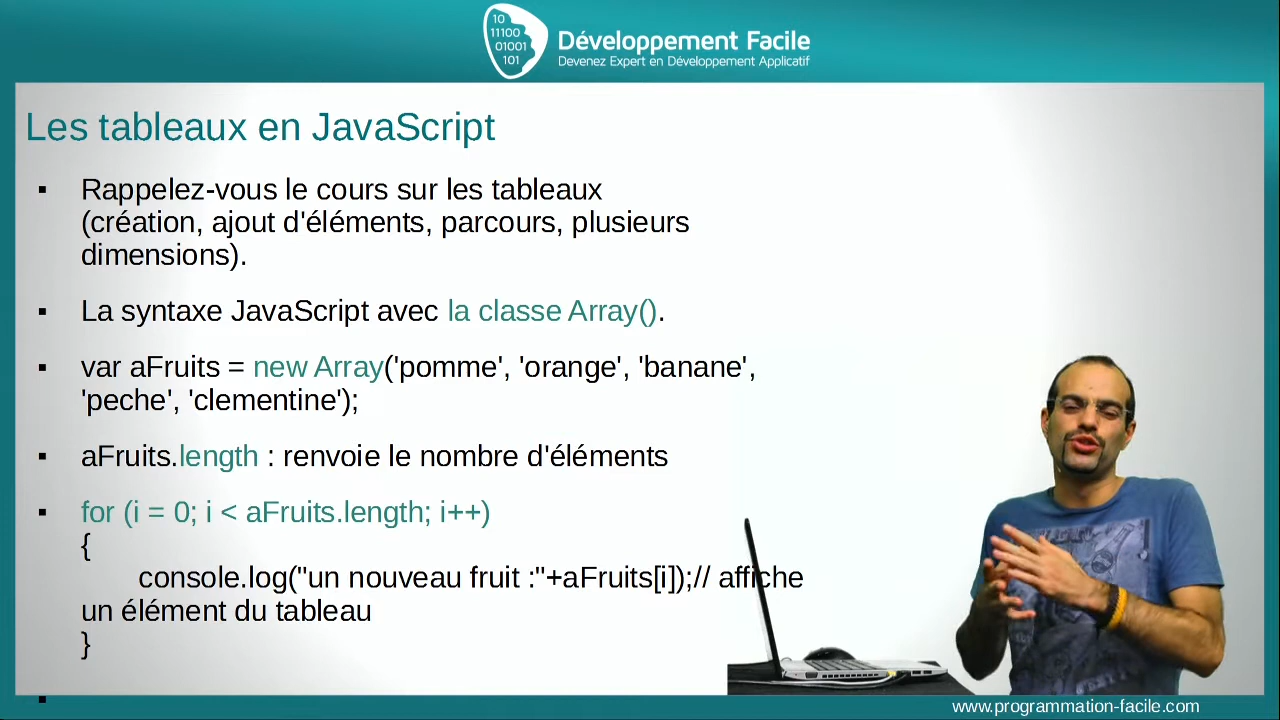 10
11100
01001
101
Développement Facile
Devenez Expert en Développement Applicatif
Les tableaux en JavaScript
Rappelez-vous le cours sur les tableaux
(création, ajout d'éléments, parcours, plusieurs
dimensions).
La syntaxe JavaScript avec la classe Array().
var aFruits = new Array('pomme', 'orange', 'banane',
'peche', 'clementine');
aFruits.length : renvoie le nombre d'éléments
for (i = 0; i < aFruits.length; i++)
{
console.log("un nouveau fruit :"+aFruits[i]);// affiche
un élément du tableau
}
www.programmation-facile.com